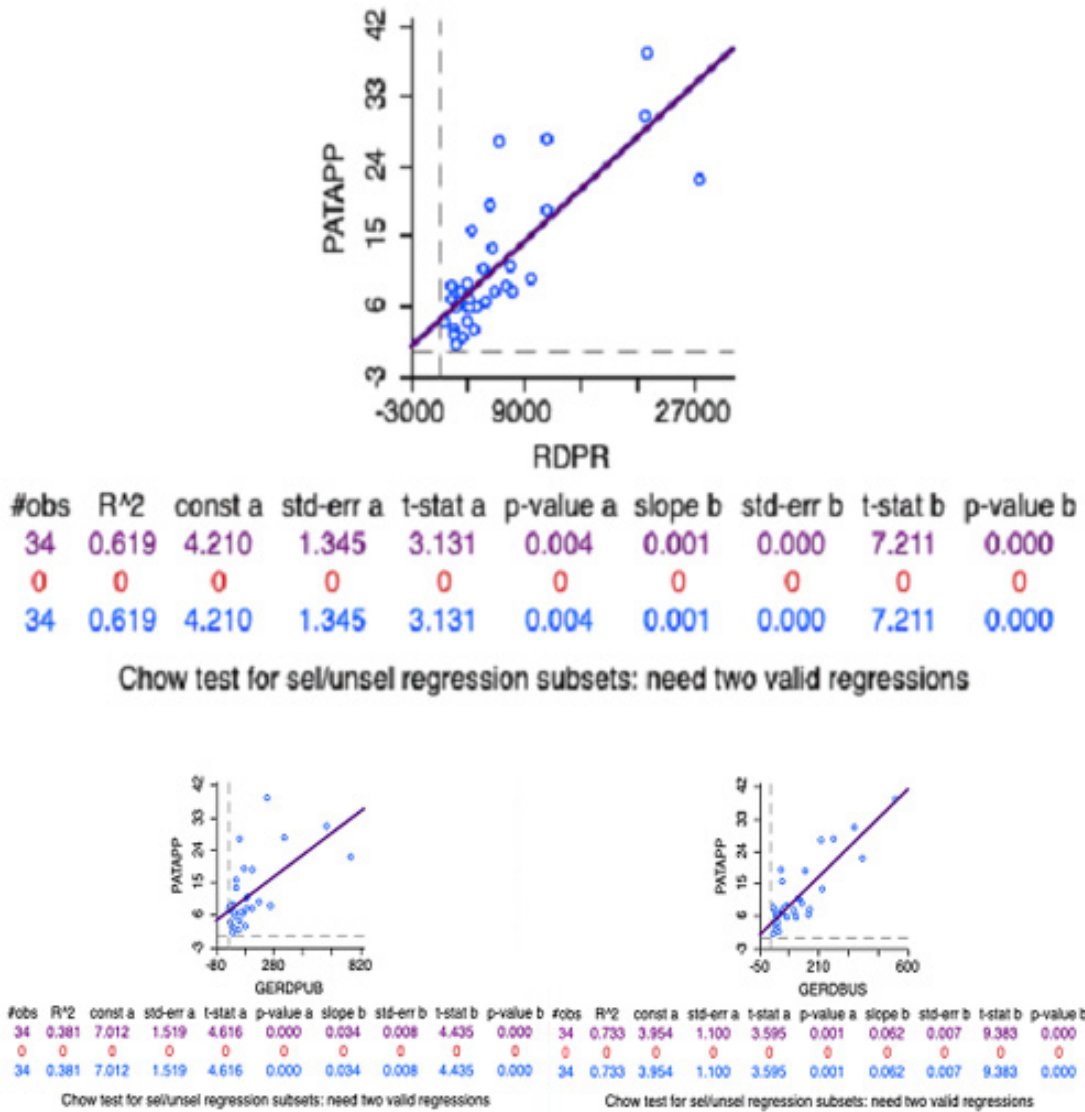 42
33
24
15
6
-3
PATAPP
-3000 9000 27000
RDPR
#obs R^2 const a std-err a t-stat a p-value a slope b std-err b t-stat b p-value b
34 0.619 4.210 1.345 3.131 0.004 0.001 0.000 7.211 0.000
0 0 0 0 0 0 0 0 0 0
34 0.619 4.210 1.345 3.131 0.004 0.001 0.000 7.211 0.000
Chow test for sel/unsel regression subsets: need two valid regressions
42
33
24
15
6
-3
PATAPP
-80 280 820
GERDPUB
#obs R^2 const a std-err a t-stat a p-value a slope b std-err b t-stat b p-value b
34 0.381 7.012 1.519 4.616 0.000 0.034 0.008 4.435 0.000
0 0 0 0 0 0 0 0 0 0
34 0.381 7.012 1.519 4.616 0.000 0.034 0.008 4.435 0.000
Chow test for sel/unsel regression subsets: need two valid regressions
42
33
24
15
6
-3
PATAPP
-50 210 600
GERDBUS
#obs R^2 const a std-err a t-stat a p-value a slope b std-err b t-stat b p-value b
34 0.733 3.954 1.100 3.595 0.001 0.062 0.007 9.383 0.000
0 0 0 0 0 0 0 0 0 0
34 0.733 3.954 1.100 3.595 0.001 0.062 0.007 9.383 0.000
Chow test for sel/unsel regression subsets: need two valid regressions